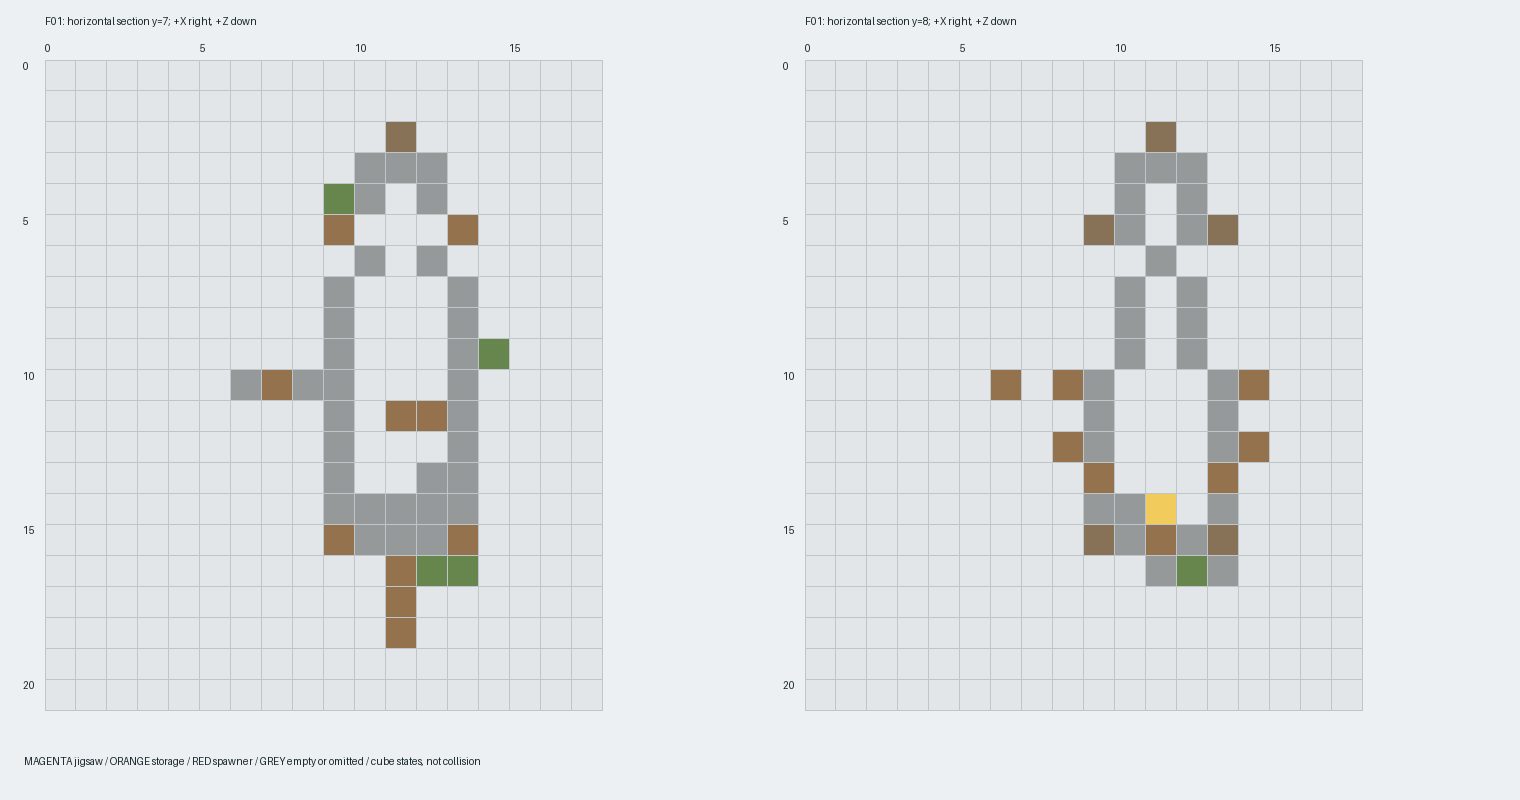 F01: horizontal section y=7; +X right, +Z down
F01: horizontal section y=8; +X right, +Z down
0 5 10 15
0 5 10 15
0 0
5 5
10 10
15 15
20 20
MAGENTA jigsaw / ORANGE storage / RED spawner / GREY empty or omitted / cube states, not collision